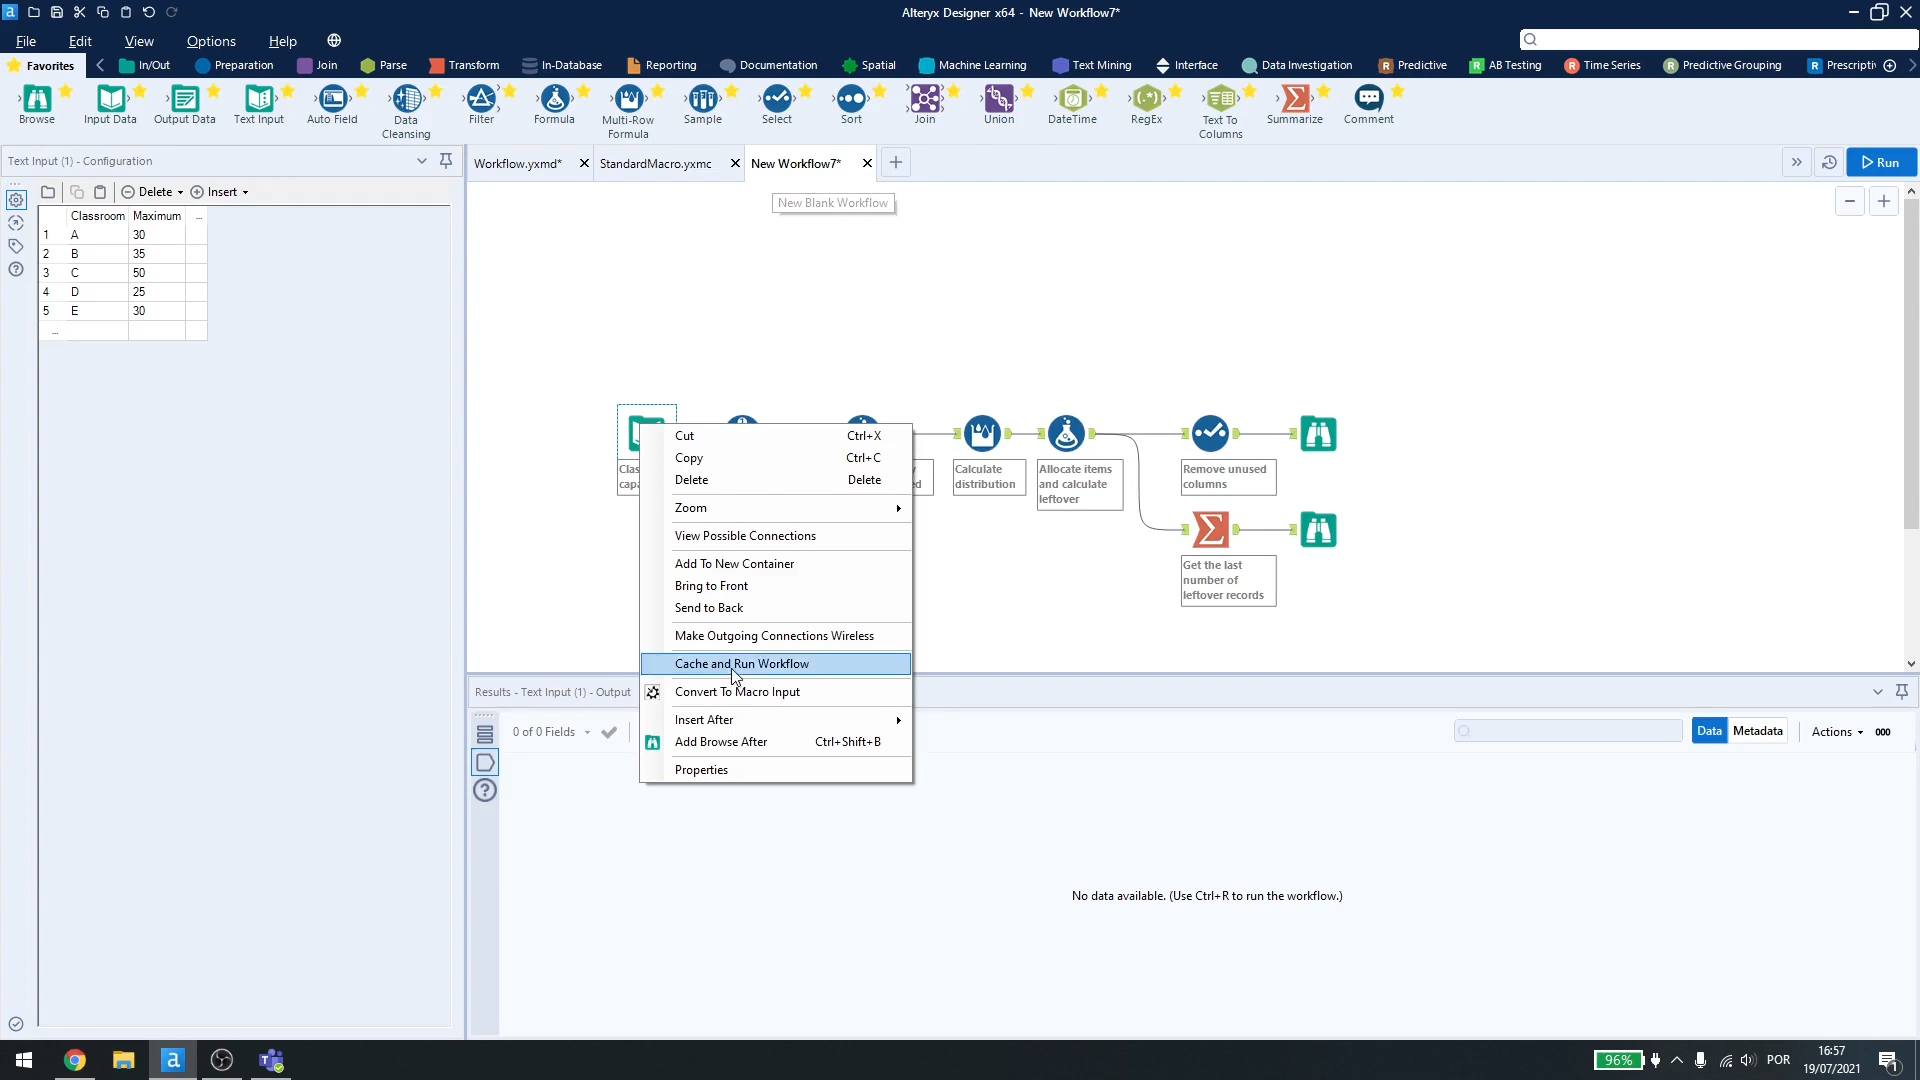 Alteryx Designer x64 - New Workflow7*
File Edit View Options Help
Favorites In/Out Preparation Join Parse Transform In-Database Reporting Documentation Spatial Machine Learning Text Mining Interface Data Investigation Predictive AB Testing Time Series Predictive Grouping Prescripti
Browse
Input Data
Output Data
Text Input
Auto Field
Data Cleansing
Filter
Formula
Multi-Row Formula
Sample
Select
Sort
Join
Union
DateTime
RegEx
Text To Columns
Summarize
Comment
Text Input (1) - Configuration
Workflow.yxmd*
StandardMacro.yxmc
New Workflow7*
Run
Delete Insert
New Blank Workflow
Classroom Maximum ...
1 A 30
2 B 35
3 C 50
4 D 25
5 E 30
...
Cut Ctrl+X
Copy Ctrl+C
Delete Delete
Zoom
View Possible Connections
Add To New Container
Bring to Front
Send to Back
Make Outgoing Connections Wireless
Cache and Run Workflow
Convert To Macro Input
Insert After
Add Browse After Ctrl+Shift+B
Properties
Calculate
distribution
Allocate items
and calculate
leftover
Remove unused
columns
Get the last
number of
leftover records
Results - Text Input (1) - Output
0 of 0 Fields
Data Metadata Actions 000
No data available. (Use Ctrl+R to run the workflow.)
96%
POR
16:57
19/07/2021
1